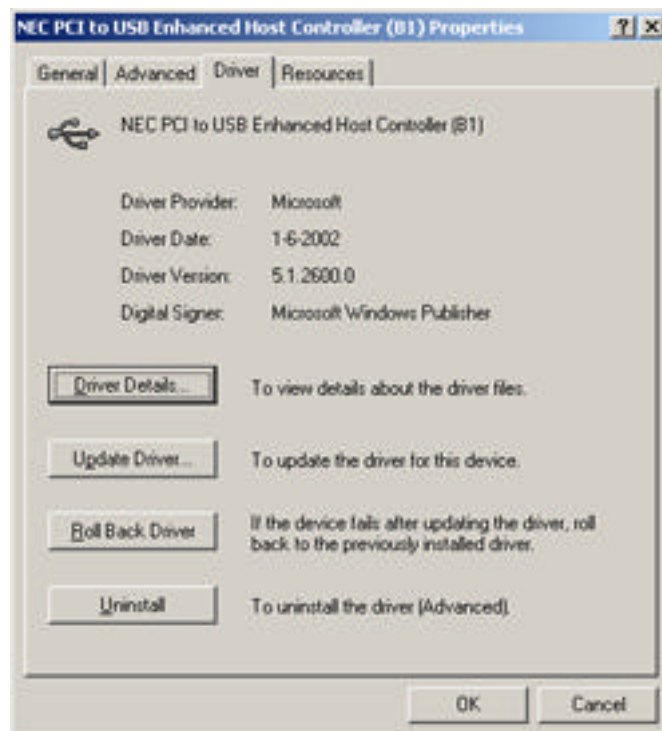 NEC PCI to USB Enhanced Host Controller (B1) Properties
General Advanced Driver Resources
NEC PCI to USB Enhanced Host Controller (B1)
Driver Provider: Microsoft
Driver Date: 1-6-2002
Driver Version: 5.1.2600.0
Digital Signer: Microsoft Windows Publisher
Driver Details... To view details about the driver files.
Update Driver... To update the driver for this device.
Roll Back Driver If the device fails after updating the driver, roll
back to the previously installed driver.
Uninstall To uninstall the driver (Advanced).
OK Cancel